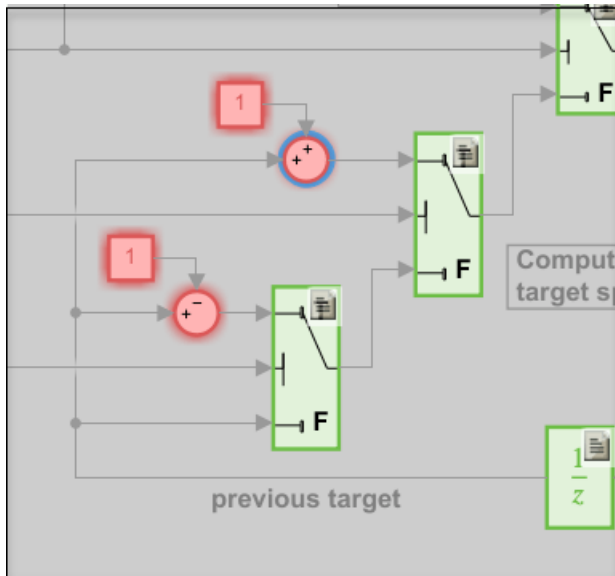 1
+
+
F
F
1
+
−
F
Comput
target sp
1
z
previous target